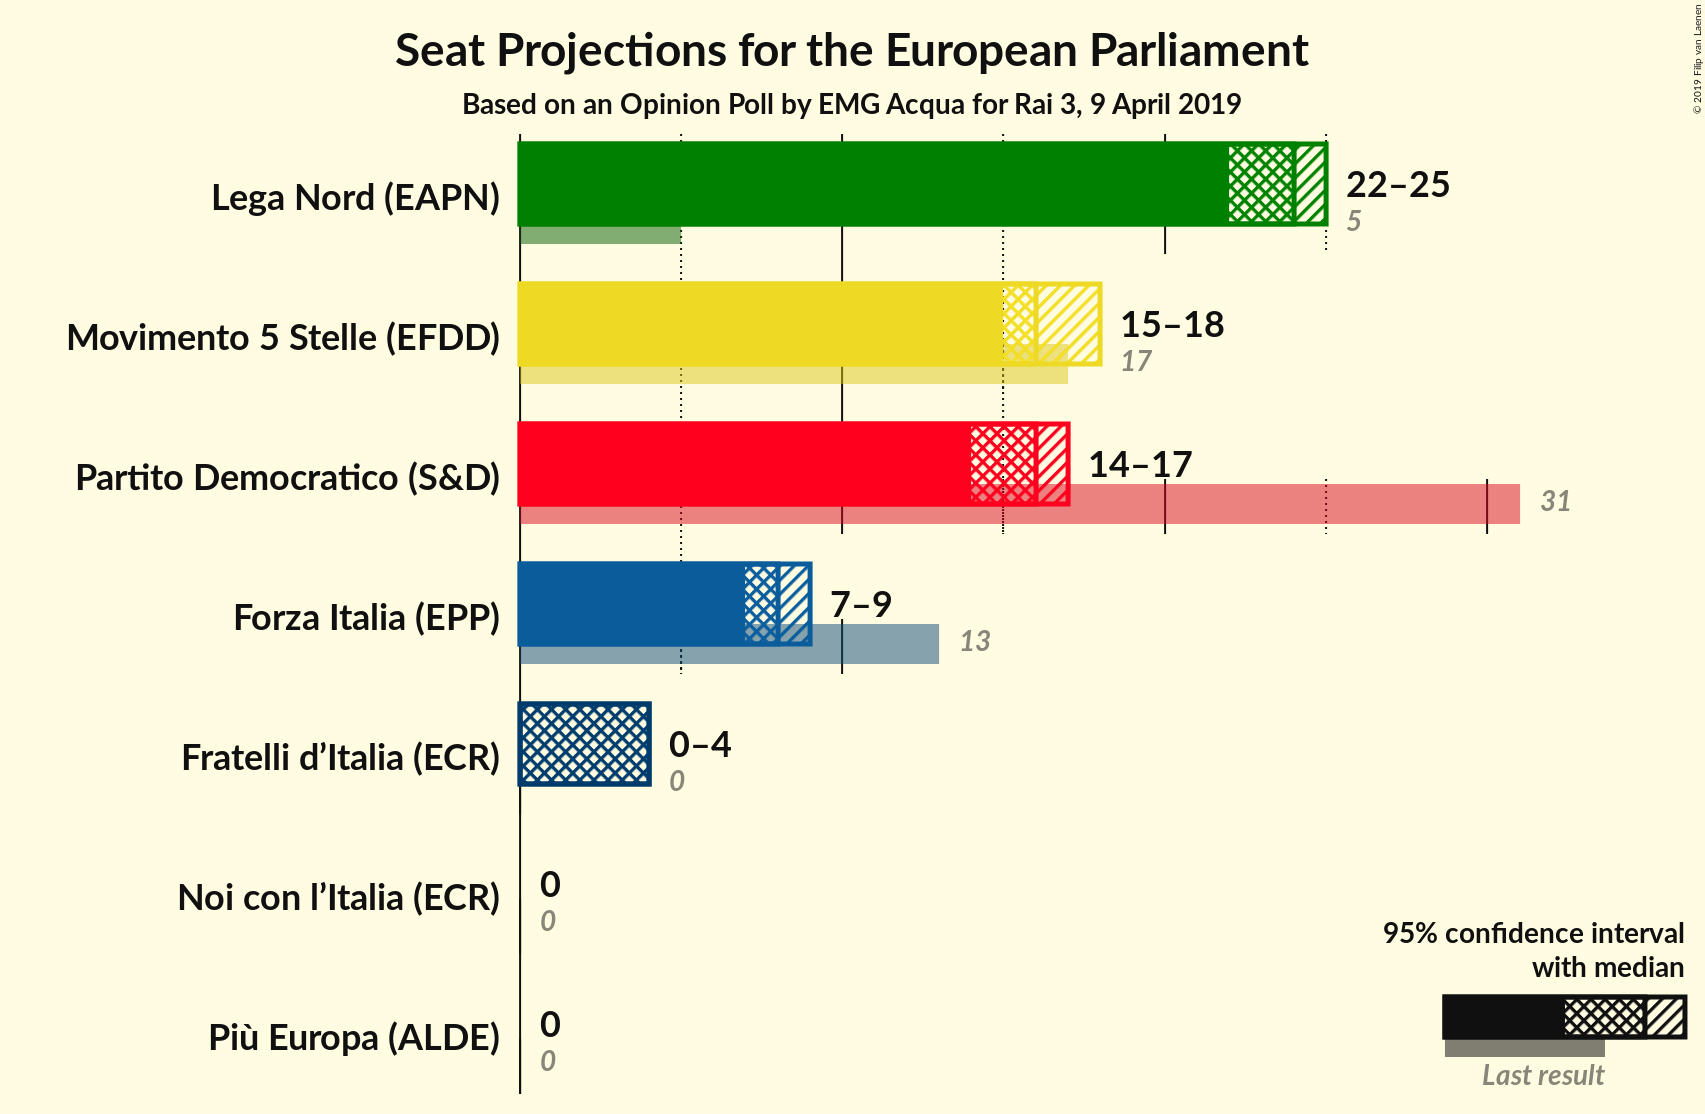 Seat Projections for the European Parliament
Based on an Opinion Poll by EMG Acqua for Rai 3, 9 April 2019
© 2019 Filip van Laenen
Lega Nord (EAPN)
22–25
5
Movimento 5 Stelle (EFDD)
15–18
17
Partito Democratico (S&D)
14–17
31
Forza Italia (EPP)
7–9
13
Fratelli d’Italia (ECR)
0–4
0
Noi con l’Italia (ECR)
0
0
Più Europa (ALDE)
0
0
95% confidence interval
with median
Last result